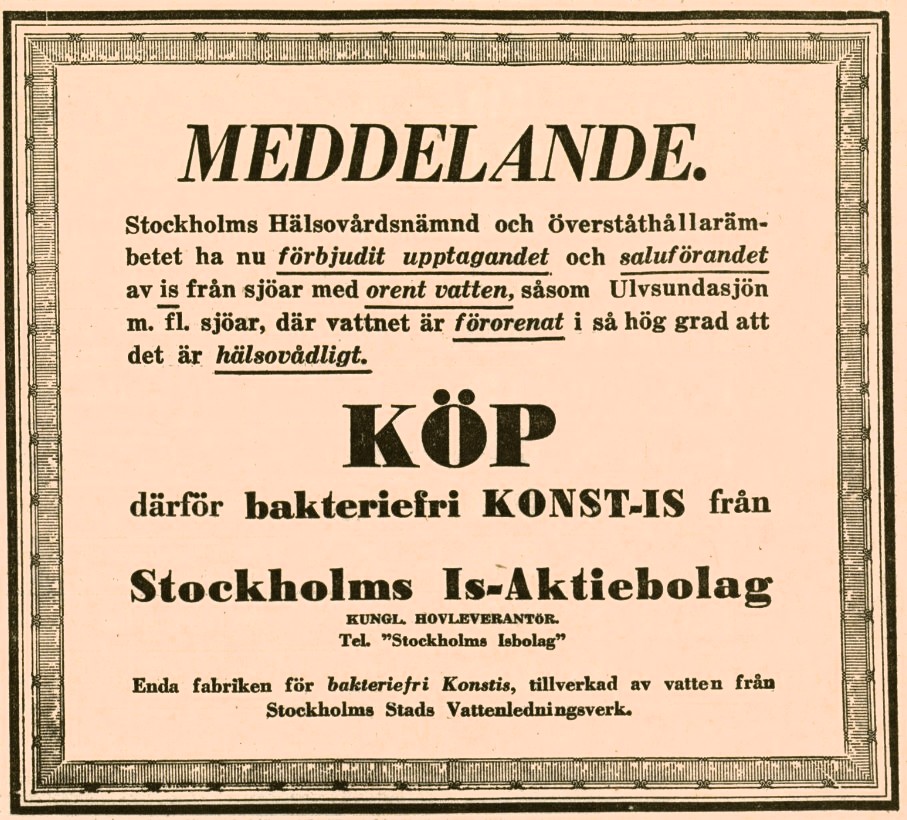 MEDDELANDE.
Stockholms Hälsovårdsnämnd och Överståthållaräm-
betet ha nu förbjudit upptagandet och saluförandet
av is från sjöar med orent vatten, såsom Ulvsundasjön
m. fl. sjöar, där vattnet är förorenat i så hög grad att
det är hälsovådligt.
KÖP
därför bakteriefri KONST-IS från
Stockholms Is-Aktiebolag
KUNGL. HOVLEVERANTÖR.
Tel. ”Stockholms Isbolag”
Enda fabriken för bakteriefri Konstis, tillverkad av vatten från
Stockholms Stads Vattenledningsverk.